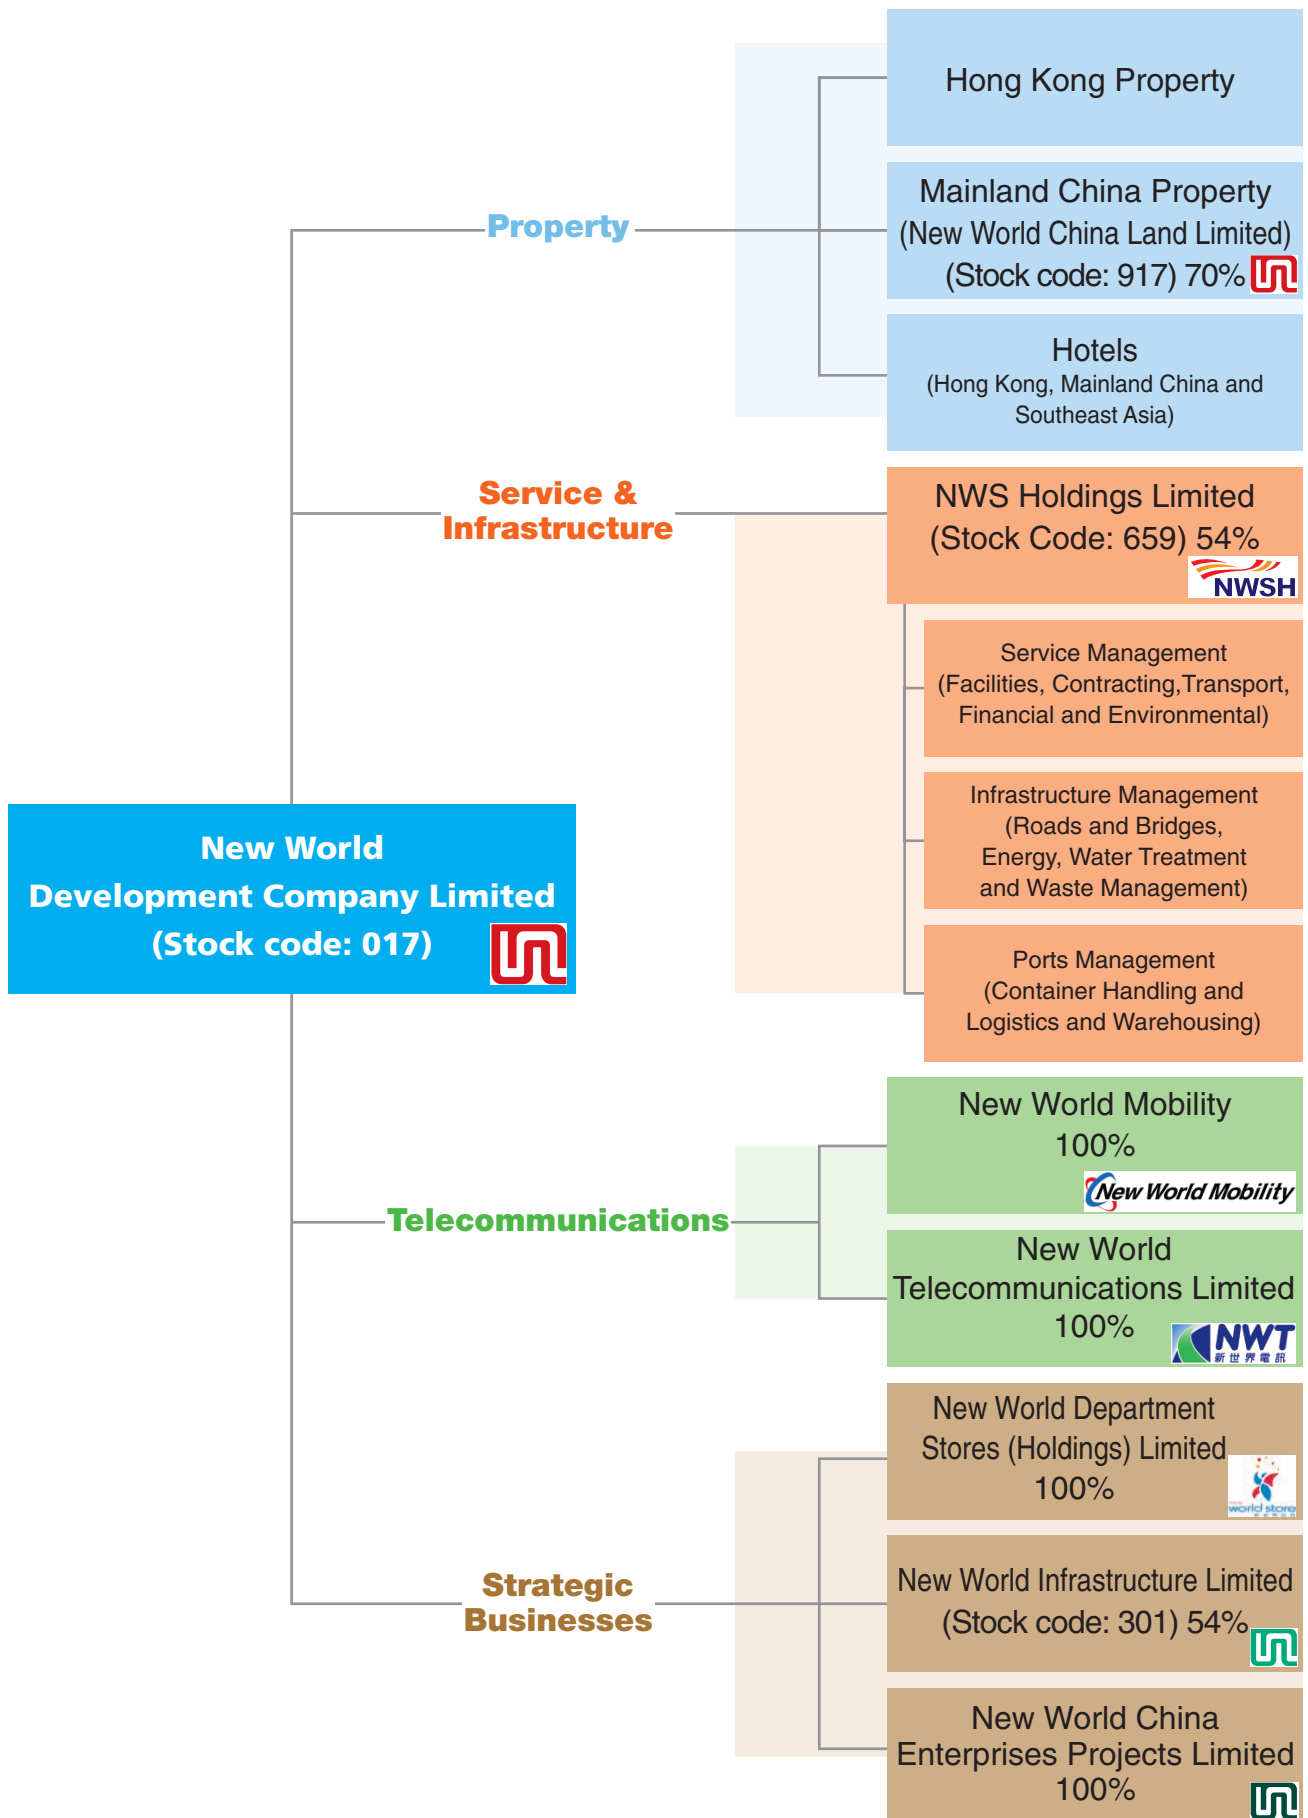 Hong Kong Property
Mainland China Property
(New World China Land Limited)
(Stock code: 917) 70%
Hotels
(Hong Kong, Mainland China and
Southeast Asia)
Property
Service &
Infrastructure
NWS Holdings Limited
(Stock Code: 659) 54%
NWSH
Service Management
(Facilities, Contracting,Transport,
Financial and Environmental)
Infrastructure Management
(Roads and Bridges,
Energy, Water Treatment
and Waste Management)
Ports Management
(Container Handling and
Logistics and Warehousing)
New World
Development Company Limited
(Stock code: 017)
Telecommunications
New World Mobility
100%
New World Mobility
New World
Telecommunications Limited
100%
NWT
新世界電訊
Strategic
Businesses
New World Department
Stores (Holdings) Limited
100%
world store
New World Infrastructure Limited
(Stock code: 301) 54%
New World China
Enterprises Projects Limited
100%